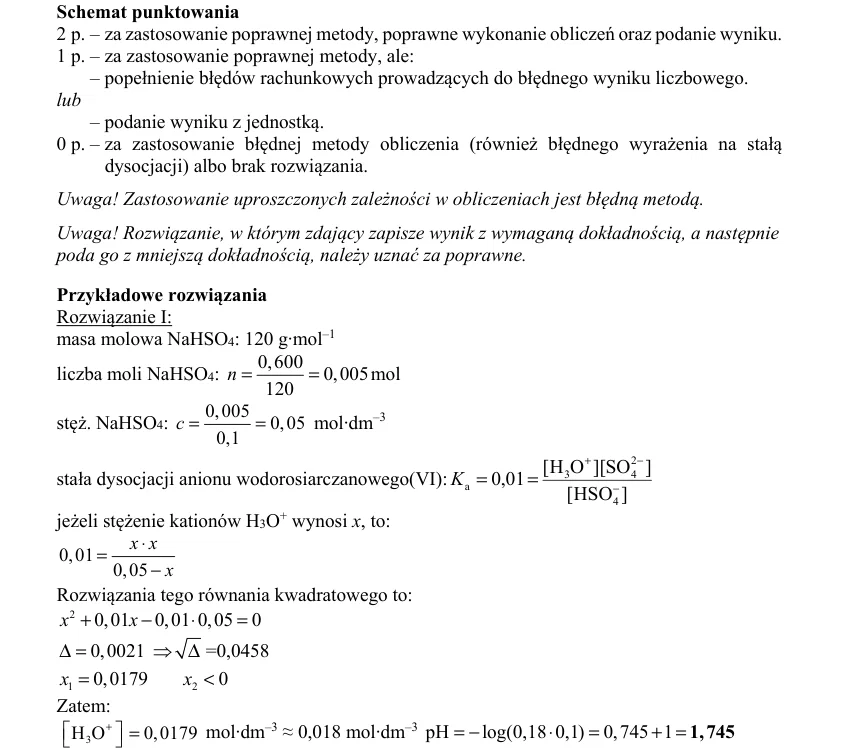 Schemat punktowania
2 p. – za zastosowanie poprawnej metody, poprawne wykonanie obliczeń oraz podanie wyniku.
1 p. – za zastosowanie poprawnej metody, ale:
– popełnienie błędów rachunkowych prowadzących do błędnego wyniku liczbowego.
lub
– podanie wyniku z jednostką.
0 p. – za zastosowanie błędnej metody obliczenia (również błędnego wyrażenia na stałą
dysocjacji) albo brak rozwiązania.
Uwaga! Zastosowanie uproszczonych zależności w obliczeniach jest błędną metodą.
Uwaga! Rozwiązanie, w którym zdający zapisze wynik z wymaganą dokładnością, a następnie
poda go z mniejszą dokładnością, należy uznać za poprawne.
Przykładowe rozwiązania
Rozwiązanie I:
masa molowa NaHSO₄: 120 g·mol⁻¹
liczba moli NaHSO₄: n = 0,600 / 120 = 0,005 mol
stęż. NaHSO₄: c = 0,005 / 0,1 = 0,05 mol·dm⁻³
stała dysocjacji anionu wodorosiarczanowego(VI): Kₐ = 0,01 = [H₃O⁺][SO₄²⁻] / [HSO₄⁻]
jeżeli stężenie kationów H₃O⁺ wynosi x, to:
0,01 = x · x / 0,05 − x
Rozwiązania tego równania kwadratowego to:
x² + 0,01x − 0,01 · 0,05 = 0
Δ = 0,0021 ⇒ √Δ =0,0458
x₁ = 0,0179 x₂ < 0
Zatem:
[H₃O⁺] = 0,0179 mol·dm⁻³ ≈ 0,018 mol·dm⁻³ pH = − log(0,18 · 0,1) = 0,745 + 1 = 1,745